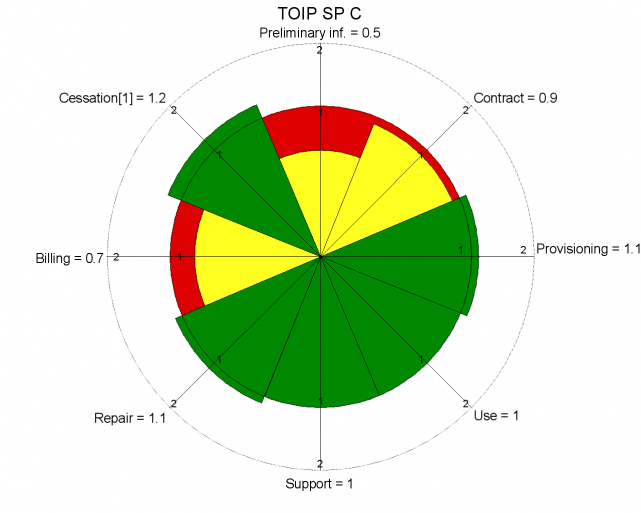 TOIP SP C
Preliminary inf. = 0.5
2
Cessation[1] = 1.2
2
2
Contract = 0.9
1
1
1
Billing = 0.7
2
1
1
2
Provisioning = 1.1
1
1
1
2
2
Repair = 1.1
Use = 1
2
Support = 1